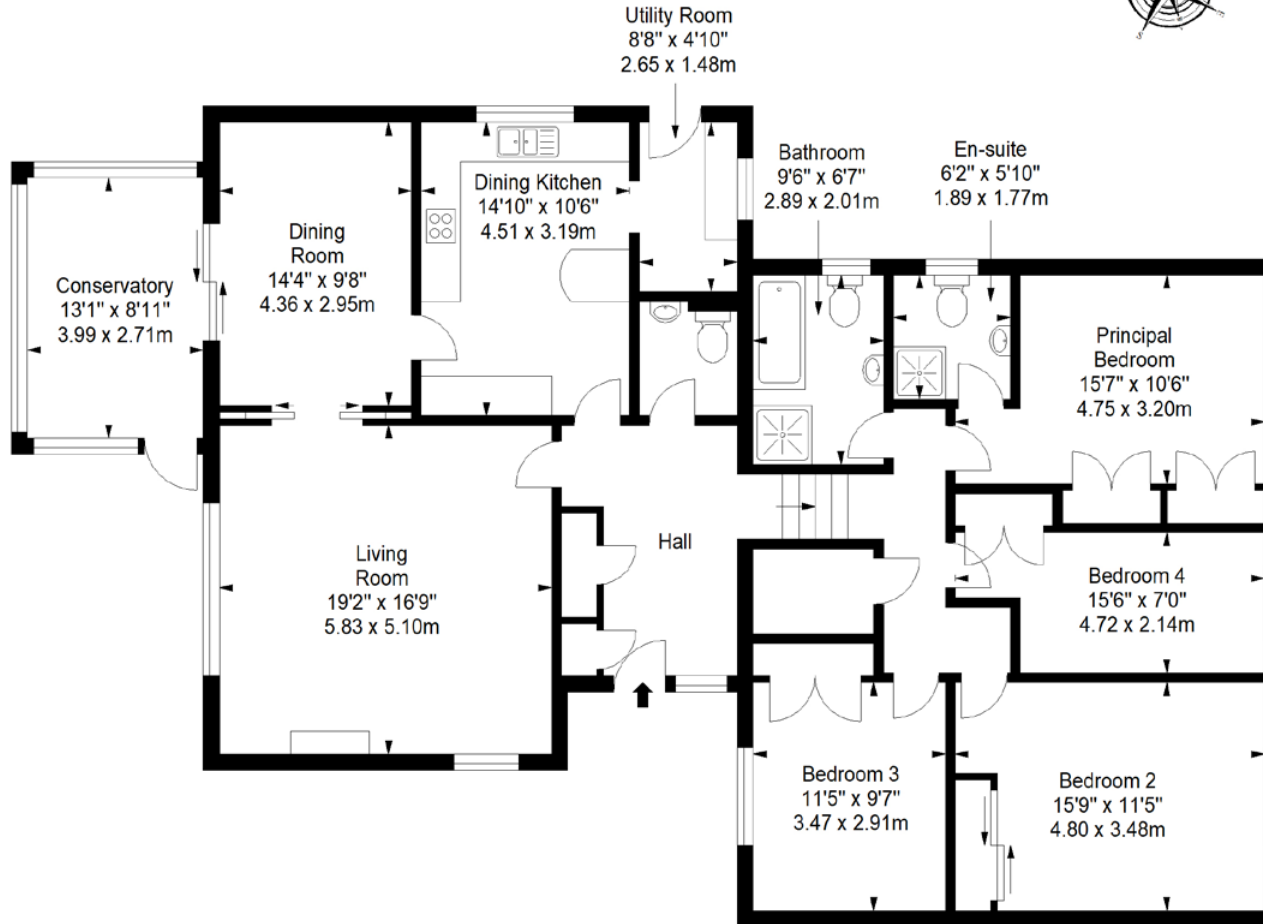 Utility Room
8'8" x 4'10"
2.65 x 1.48m
Bathroom
9'6" x 6'7"
2.89 x 2.01m
En-suite
6'2" x 5'10"
1.89 x 1.77m
Dining Kitchen
14'10" x 10'6"
4.51 x 3.19m
Dining
Room
14'4" x 9'8"
4.36 x 2.95m
Conservatory
13'1" x 8'11"
3.99 x 2.71m
Principal
Bedroom
15'7" x 10'6"
4.75 x 3.20m
Living
Room
19'2" x 16'9"
5.83 x 5.10m
Hall
Bedroom 4
15'6" x 7'0"
4.72 x 2.14m
Bedroom 3
11'5" x 9'7"
3.47 x 2.91m
Bedroom 2
15'9" x 11'5"
4.80 x 3.48m